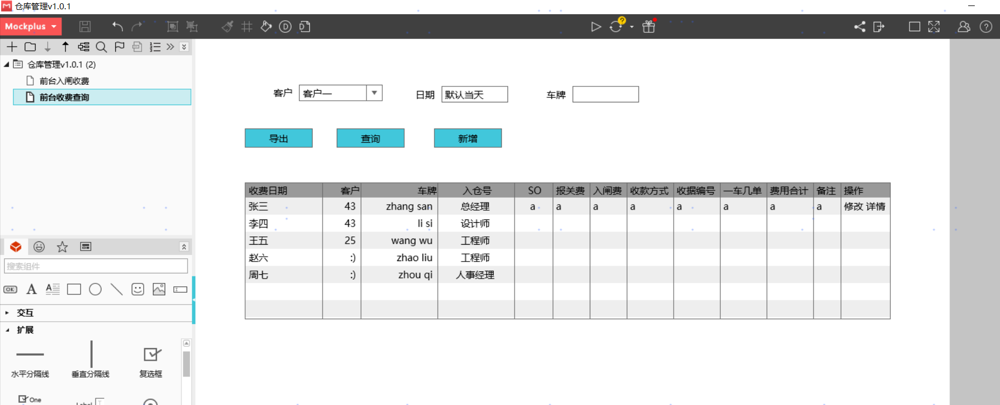 仓库管理v1.0.1
Mockplus
仓库管理v1.0.1 (2)
前台入闸收费
前台收费查询
客户 客户一 日期 默认当天 车牌
导出 查询 新增
收费日期 客户 车牌 入仓号 SO 报关费 入闸费 收款方式 收据编号 一车几单 费用合计 备注 操作
张三 43 zhang san 总经理 a a a a a a a a 修改 详情
李四 43 li si 设计师
王五 25 wang wu 工程师
赵六 :) zhao liu 工程师
周七 :) zhou qi 人事经理
搜索组件
OK A A
交互
扩展
水平分隔线 垂直分隔线 复选框
One Label